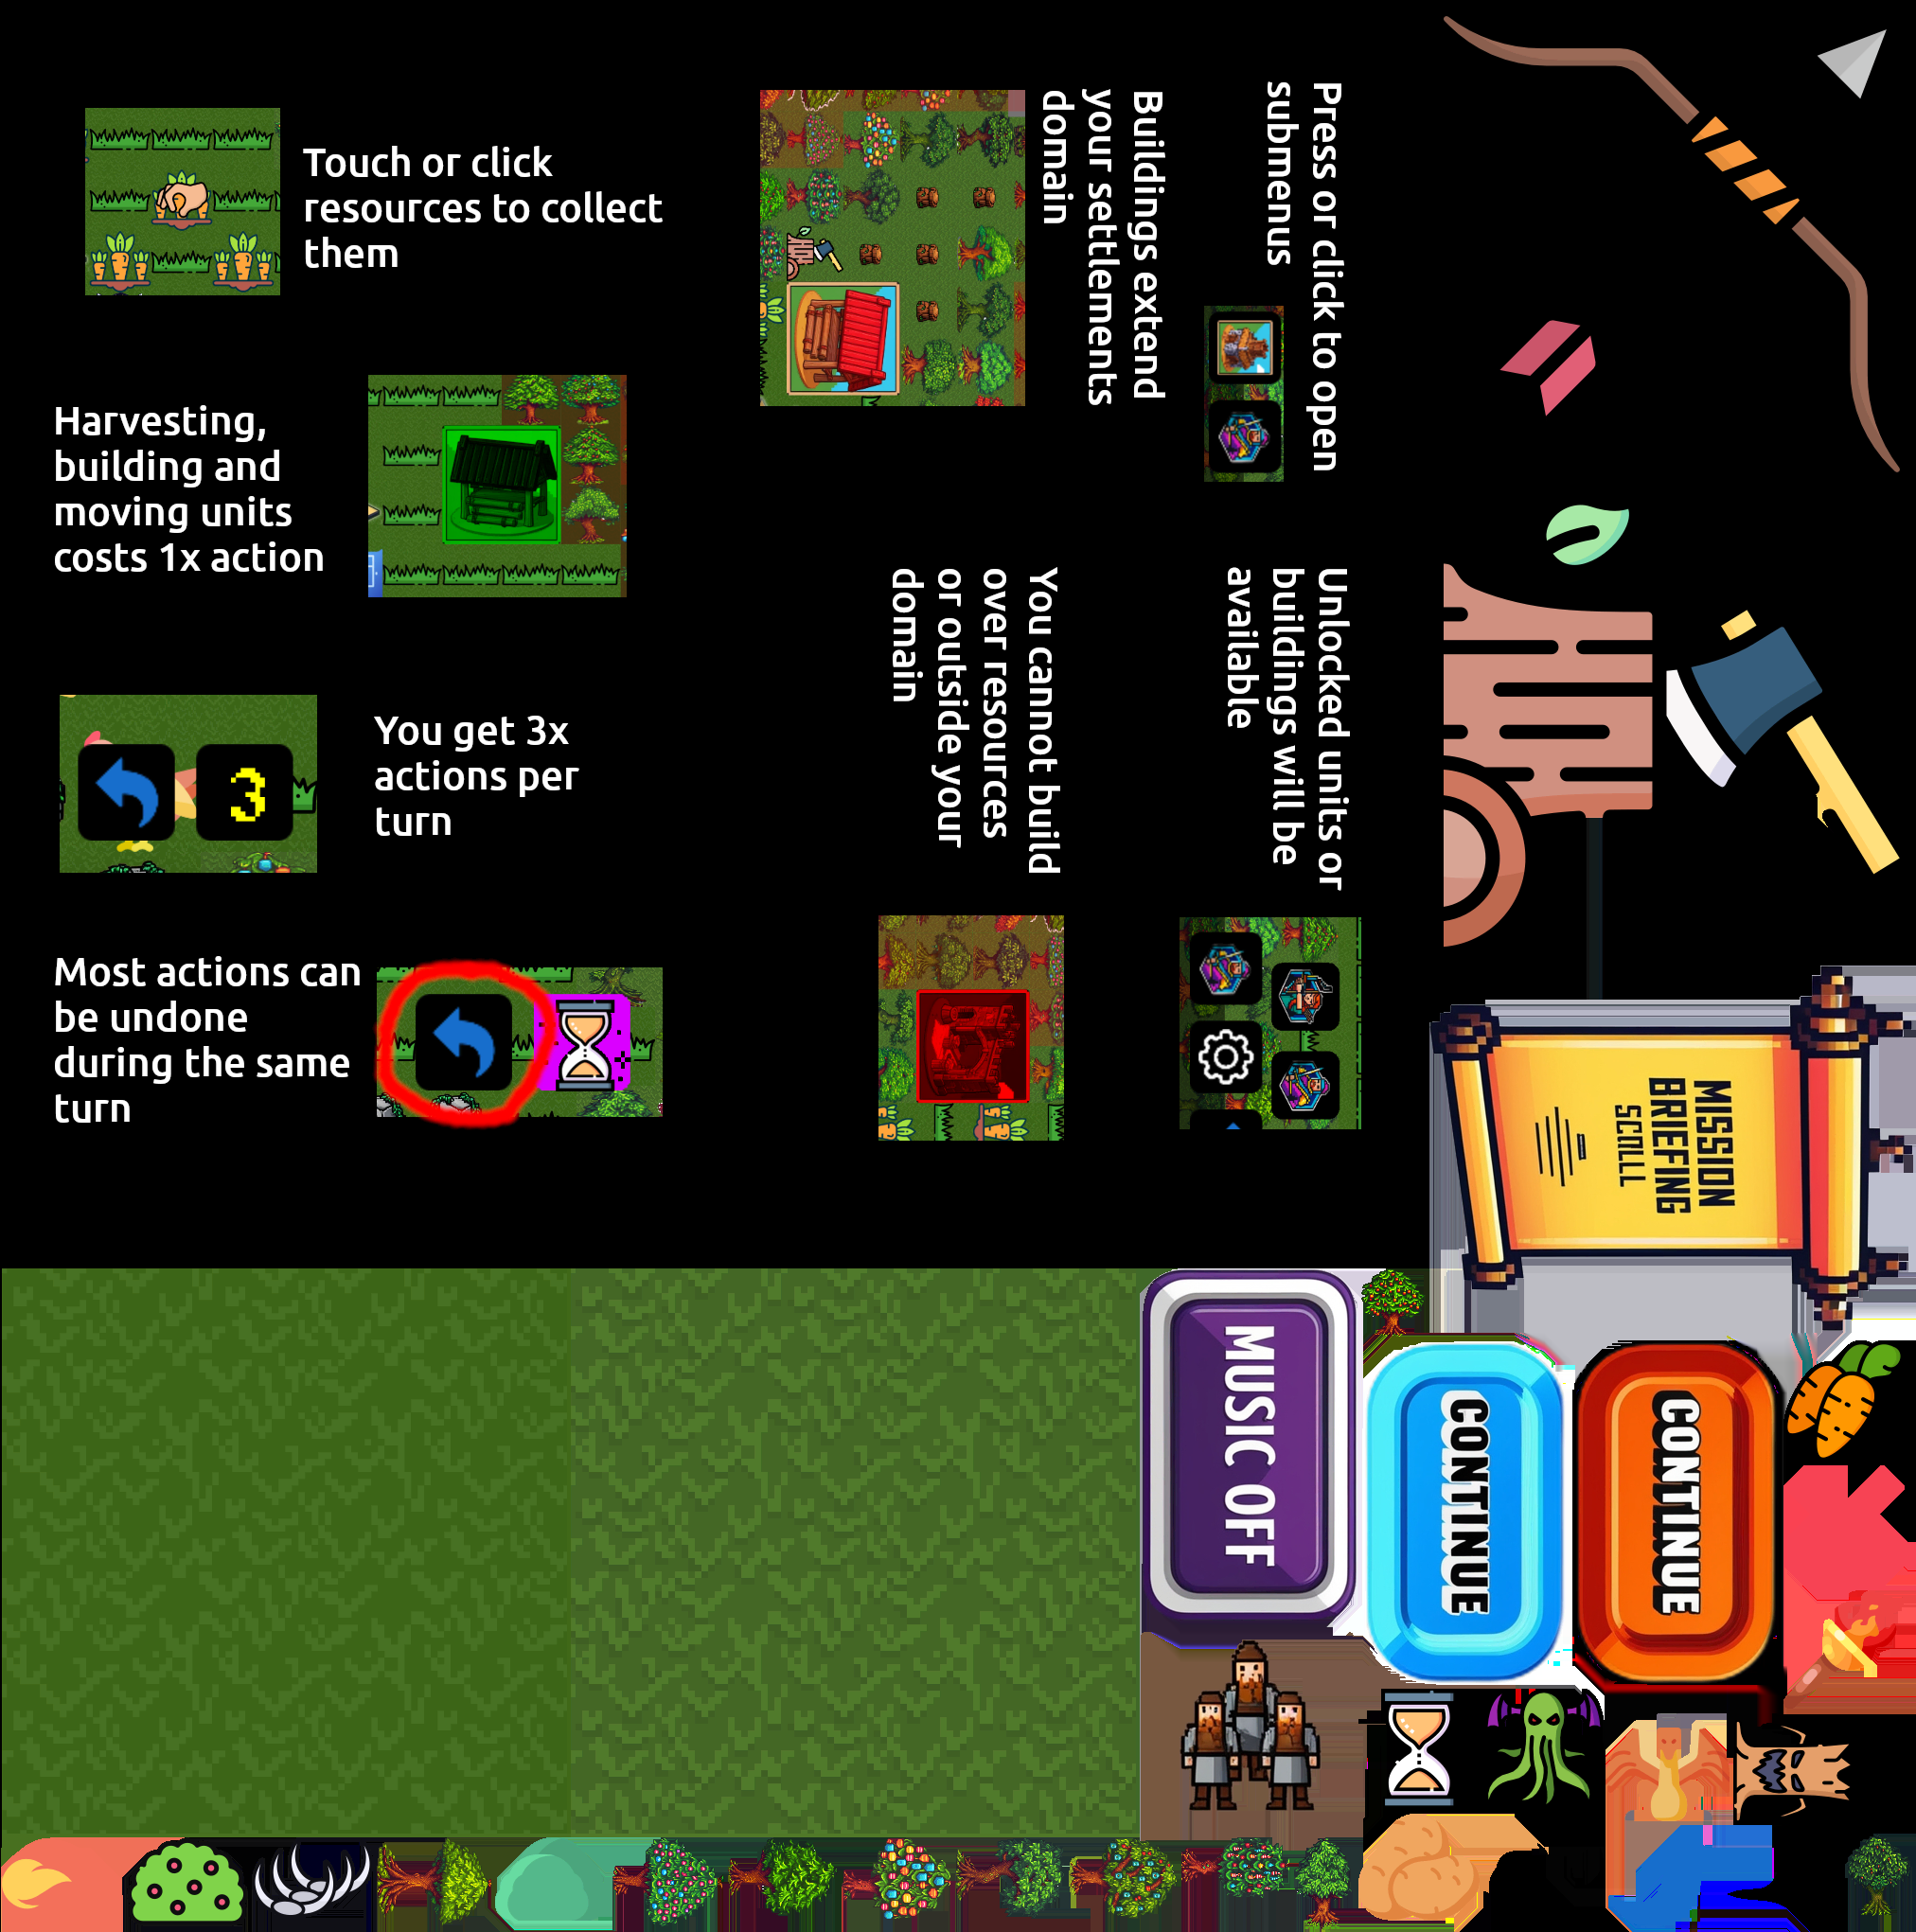 Touch or click
resources to collect
them
Harvesting,
building and
moving units
costs 1x action
3
You get 3x
actions per
turn
Most actions can
be undone
during the same
turn
Buildings extend
your settlements
domain
Press or click to open
submenus
You cannot build
over resources
or outside your
domain
Unlocked units or
buildings will be
available
MISSION
BRIEFING
MUSIC OFF
CONTINUE
CONTINUE